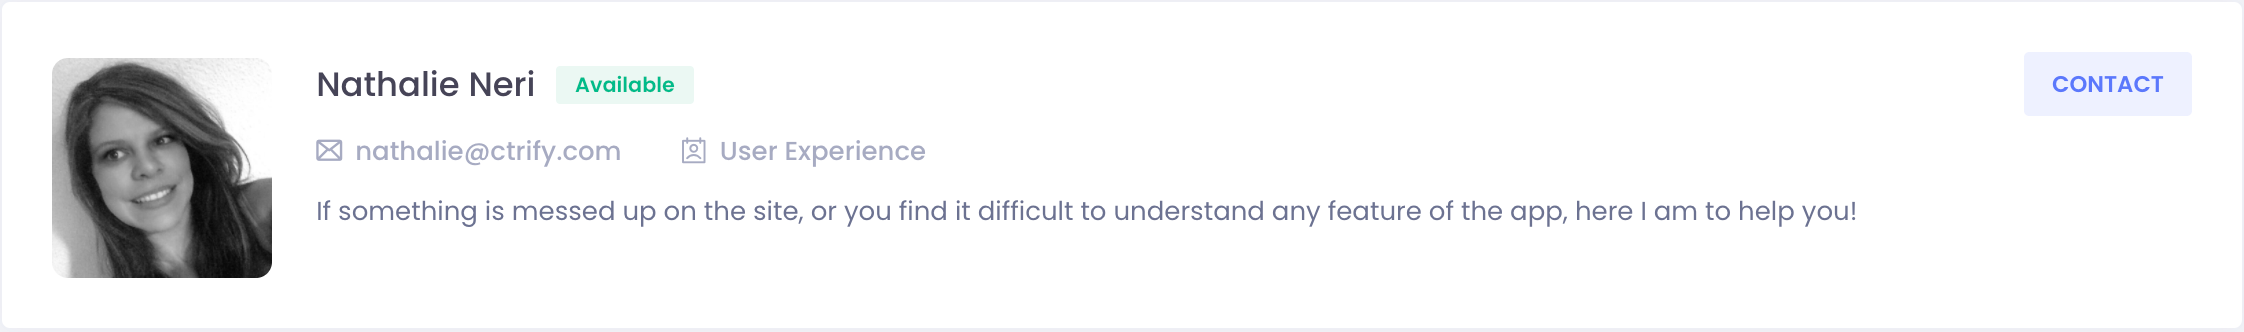 Nathalie Neri Available CONTACT
nathalie@ctrify.com User Experience
If something is messed up on the site, or you find it difficult to understand any feature of the app, here I am to help you!